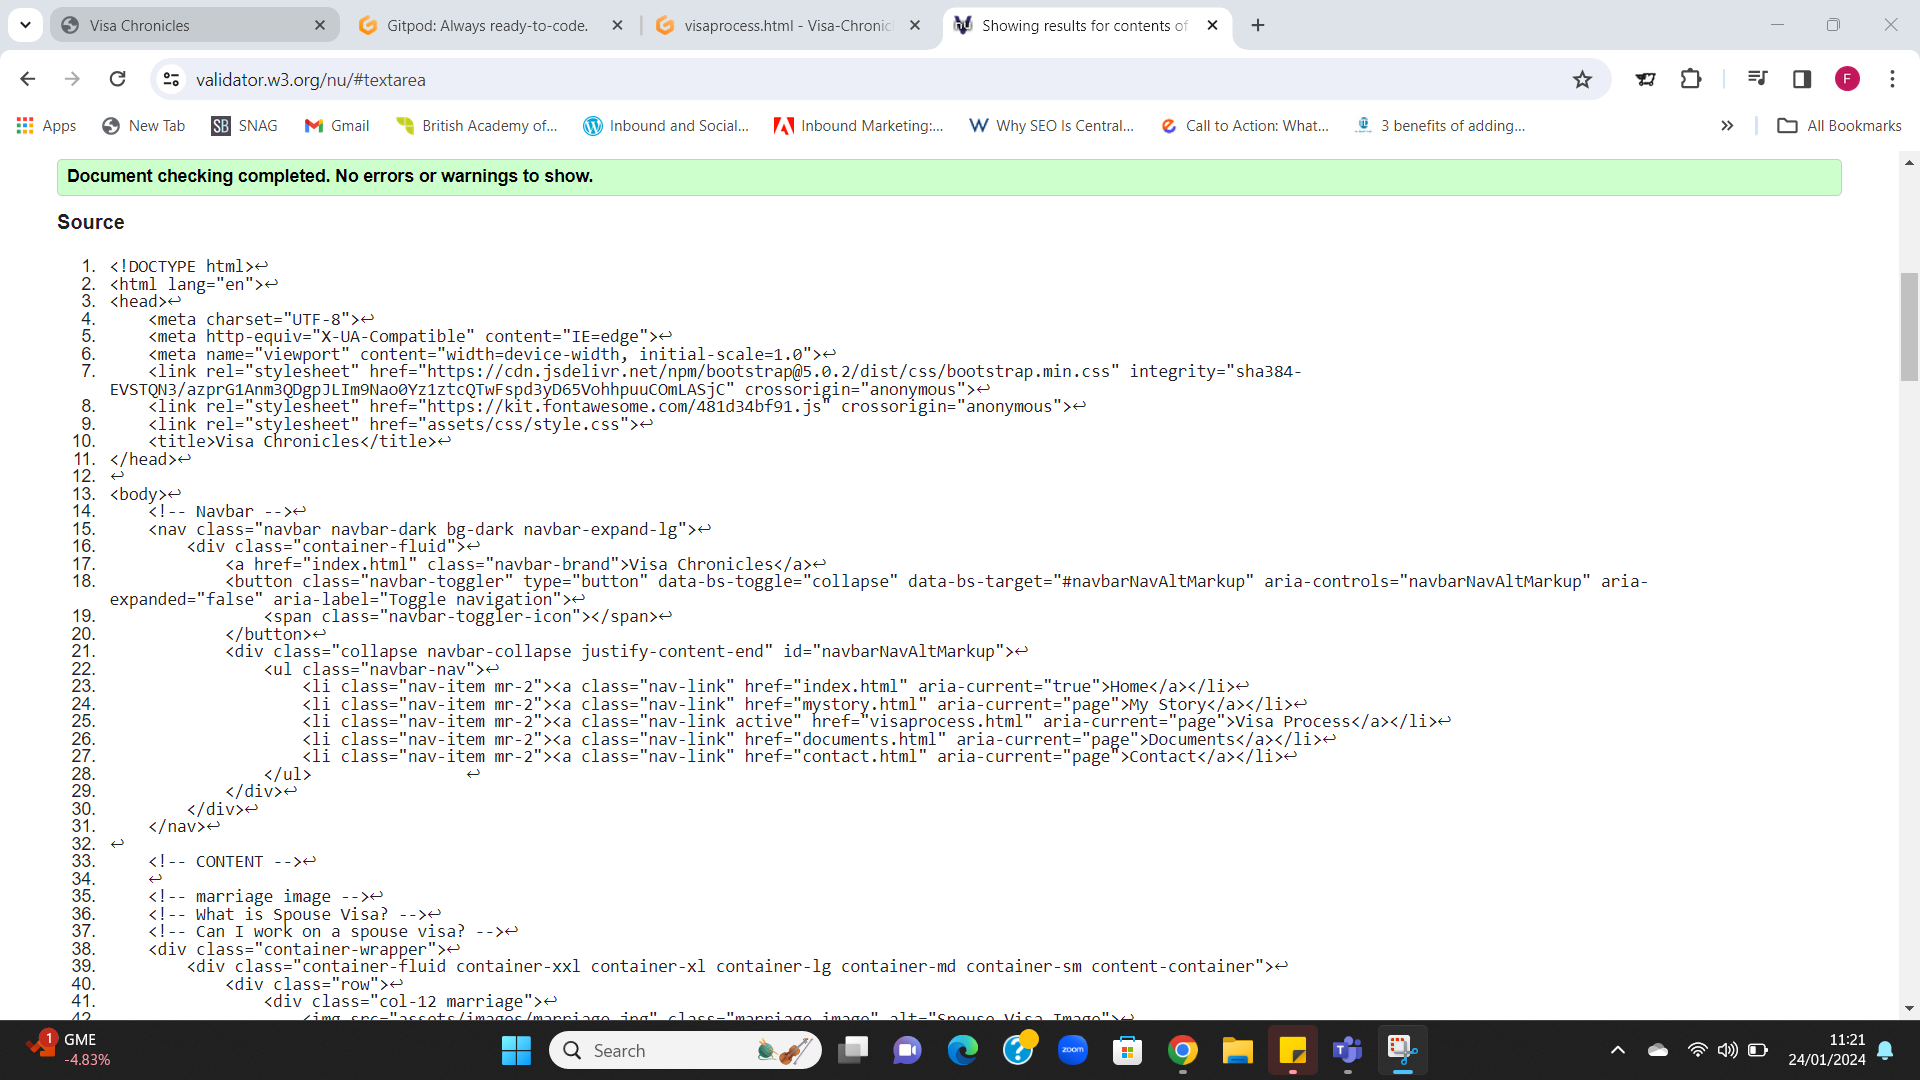 Visa Chronicles
Gitpod: Always ready-to-code.
visaprocess.html - Visa-Chronic
Showing results for contents of
validator.w3.org/nu/#textarea
F
Apps
New Tab
SB SNAG
Gmail
British Academy of...
Inbound and Social...
Inbound Marketing:...
Why SEO Is Central...
Call to Action: What...
3 benefits of adding...
All Bookmarks
Document checking completed. No errors or warnings to show.
Source
1. <!DOCTYPE html>↩
2. <html lang="en">↩
3. <head>↩
4. <meta charset="UTF-8">↩
5. <meta http-equiv="X-UA-Compatible" content="IE=edge">↩
6. <meta name="viewport" content="width=device-width, initial-scale=1.0">↩
7. <link rel="stylesheet" href="https://cdn.jsdelivr.net/npm/bootstrap@5.0.2/dist/css/bootstrap.min.css" integrity="sha384-
EVSTQN3/azprG1Anm3QDgpJLIm9Nao0Yz1ztcQTwFspd3yD65VohhpuuCOmLASjC" crossorigin="anonymous">↩
8. <link rel="stylesheet" href="https://kit.fontawesome.com/481d34bf91.js" crossorigin="anonymous">↩
9. <link rel="stylesheet" href="assets/css/style.css">↩
10. <title>Visa Chronicles</title>↩
11. </head>↩
12. ↩
13. <body>↩
14. <!-- Navbar -->↩
15. <nav class="navbar navbar-dark bg-dark navbar-expand-lg">↩
16. <div class="container-fluid">↩
17. <a href="index.html" class="navbar-brand">Visa Chronicles</a>↩
18. <button class="navbar-toggler" type="button" data-bs-toggle="collapse" data-bs-target="#navbarNavAltMarkup" aria-controls="navbarNavAltMarkup" aria-
expanded="false" aria-label="Toggle navigation">↩
19. <span class="navbar-toggler-icon"></span>↩
20. </button>↩
21. <div class="collapse navbar-collapse justify-content-end" id="navbarNavAltMarkup">↩
22. <ul class="navbar-nav">↩
23. <li class="nav-item mr-2"><a class="nav-link" href="index.html" aria-current="true">Home</a></li>↩
24. <li class="nav-item mr-2"><a class="nav-link" href="mystory.html" aria-current="page">My Story</a></li>↩
25. <li class="nav-item mr-2"><a class="nav-link active" href="visaprocess.html" aria-current="page">Visa Process</a></li>↩
26. <li class="nav-item mr-2"><a class="nav-link" href="documents.html" aria-current="page">Documents</a></li>↩
27. <li class="nav-item mr-2"><a class="nav-link" href="contact.html" aria-current="page">Contact</a></li>↩
28. </ul> ↩
29. </div>↩
30. </div>↩
31. </nav>↩
32. ↩
33. <!-- CONTENT -->↩
34. ↩
35. <!-- marriage image -->↩
36. <!-- What is Spouse Visa? -->↩
37. <!-- Can I work on a spouse visa? -->↩
38. <div class="container-wrapper">↩
39. <div class="container-fluid container-xxl container-xl container-lg container-md container-sm content-container">↩
40. <div class="row">↩
41. <div class="col-12 marriage">↩
42. <img src="assets/images/marriage.jpg" class="marriage_image" alt="Spouse Visa Image">↩
1
GME
-4.83%
Search
zoom
11:21
24/01/2024